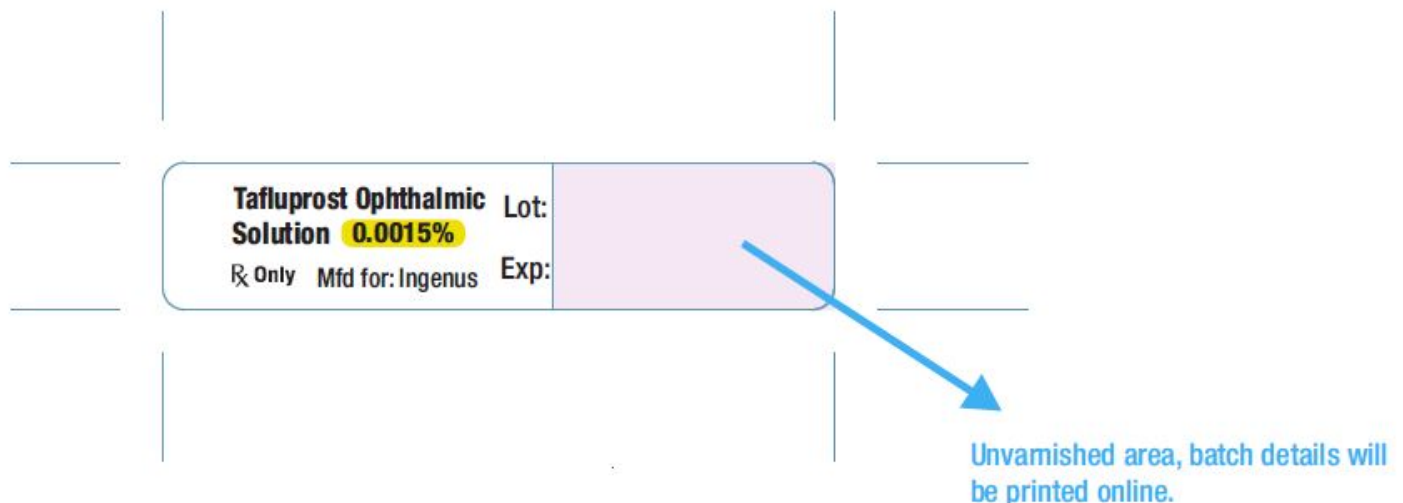 Tafluprost Ophthalmic
Solution 0.0015%
℞ Only Mfd for: Ingenus
Lot:
Exp:
Unvarnished area, batch details will
be printed online.